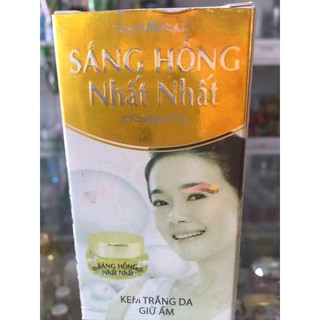 SÁNG HỒNG
Nhất Nhất
SÁNG HỒNG
Nhất Nhất
KEM TRẮNG DA
GIỮ ẨM